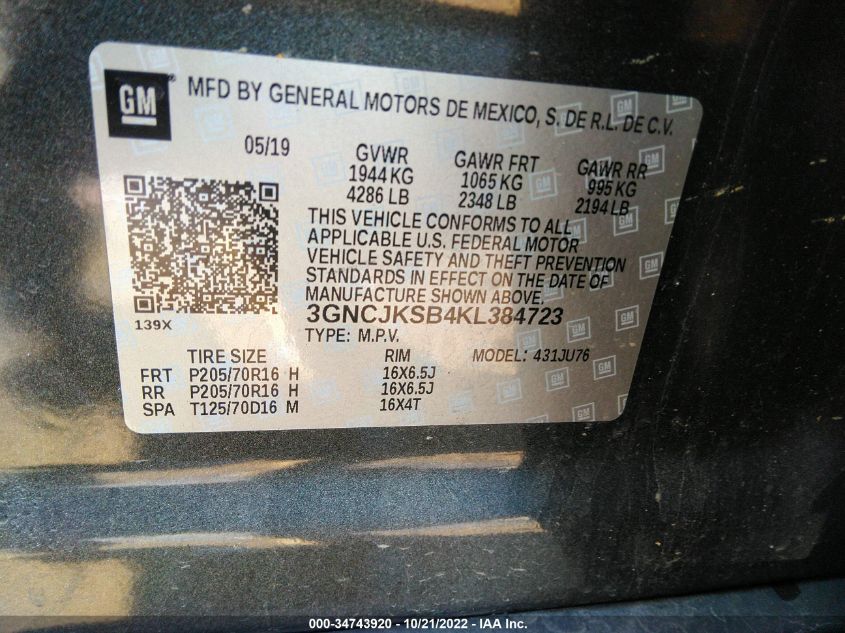 GM
MFD BY GENERAL MOTORS DE MEXICO, S. DE R.L. DE C.V.
05/19
GVWR GAWR FRT GAWR RR
1944 KG 1065 KG 995 KG
4286 LB 2348 LB 2194 LB
THIS VEHICLE CONFORMS TO ALL
APPLICABLE U.S. FEDERAL MOTOR
VEHICLE SAFETY AND THEFT PREVENTION
STANDARDS IN EFFECT ON THE DATE OF
MANUFACTURE SHOWN ABOVE.
3GNCJKSB4KL384723
139X
TYPE: M.P.V.
TIRE SIZE RIM MODEL: 431JU76
FRT P205/70R16 H 16X6.5J
RR P205/70R16 H 16X6.5J
SPA T125/70D16 M 16X4T
000-34743920 - 10/21/2022 - IAA Inc.